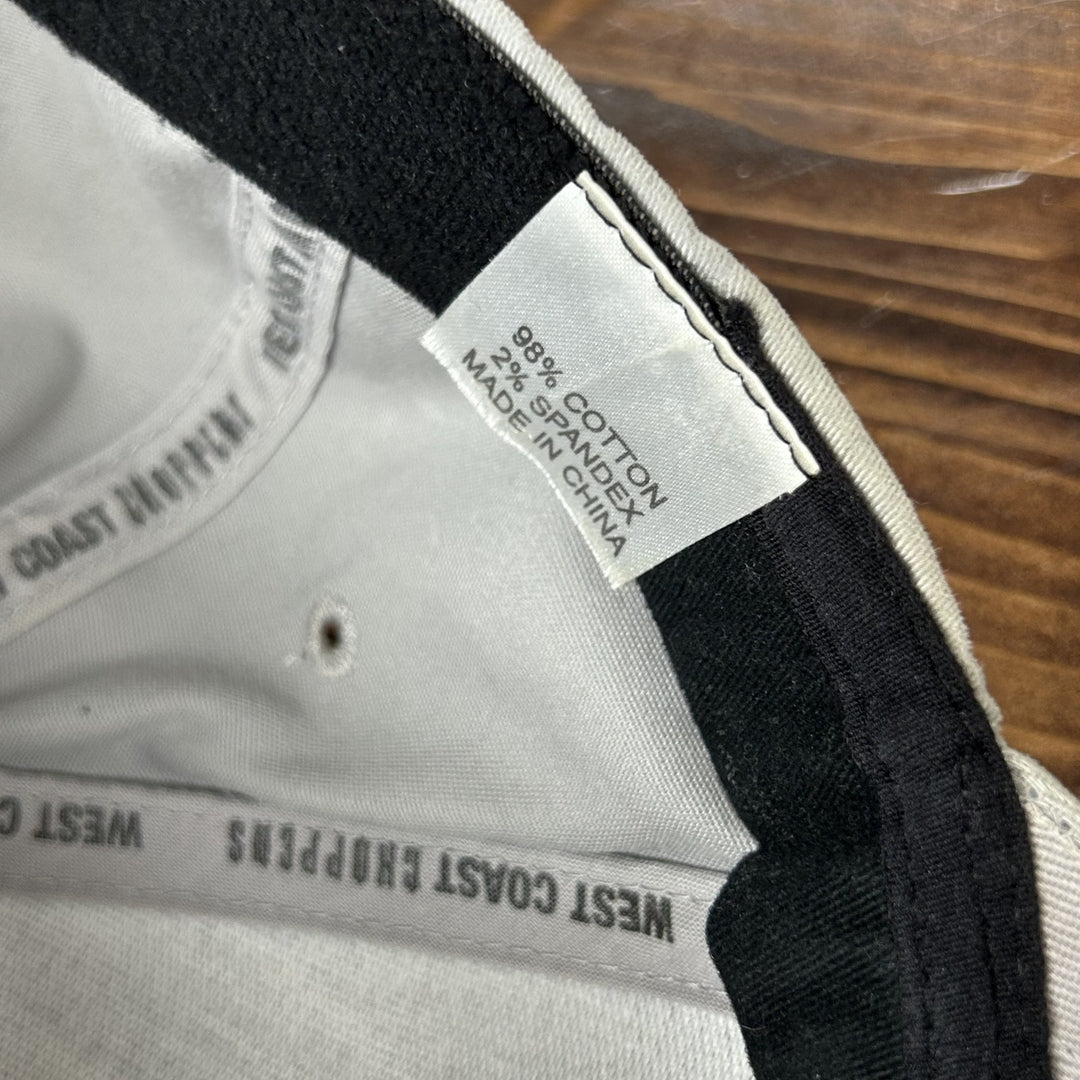 98% COTTON
2% SPANDEX
MADE IN CHINA
COAST CHOPPERS
WEST C
WEST COAST CHOPPERS